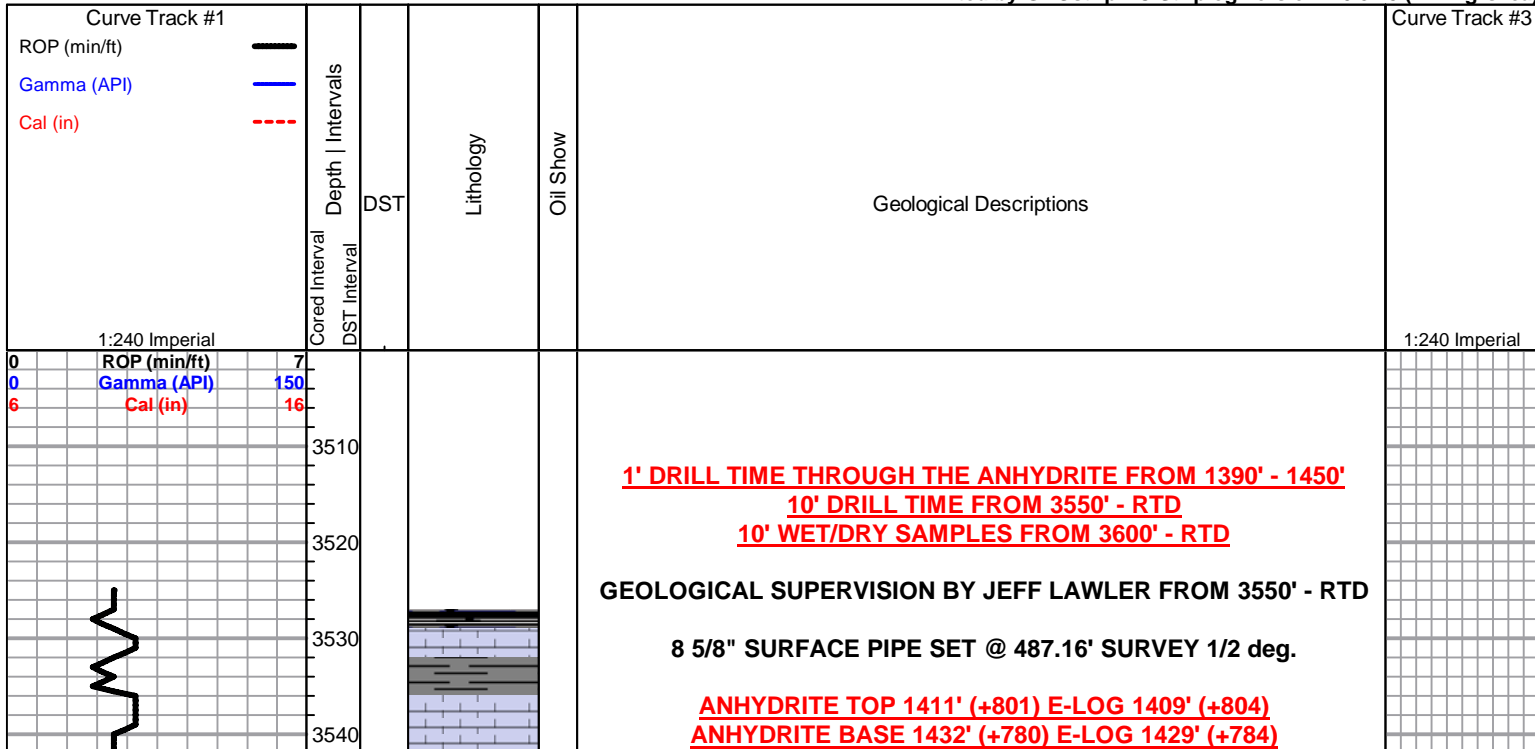 Curve Track #1
ROP (min/ft)
Gamma (API)
Cal (in)
1:240 Imperial
Depth | Intervals
Cored Interval
DST Interval
DST
Lithology
Oil Show
Geological Descriptions
Curve Track #3
1:240 Imperial
0 ROP (min/ft) 7
0 Gamma (API) 150
6 Cal (in) 16
3510
1' DRILL TIME THROUGH THE ANHYDRITE FROM 1390' - 1450'
10' DRILL TIME FROM 3550' - RTD
10' WET/DRY SAMPLES FROM 3600' - RTD
3520
GEOLOGICAL SUPERVISION BY JEFF LAWLER FROM 3550' - RTD
3530
8 5/8" SURFACE PIPE SET @ 487.16' SURVEY 1/2 deg.
ANHYDRITE TOP 1411' (+801) E-LOG 1409' (+804)
3540
ANHYDRITE BASE 1432' (+780) E-LOG 1429' (+784)